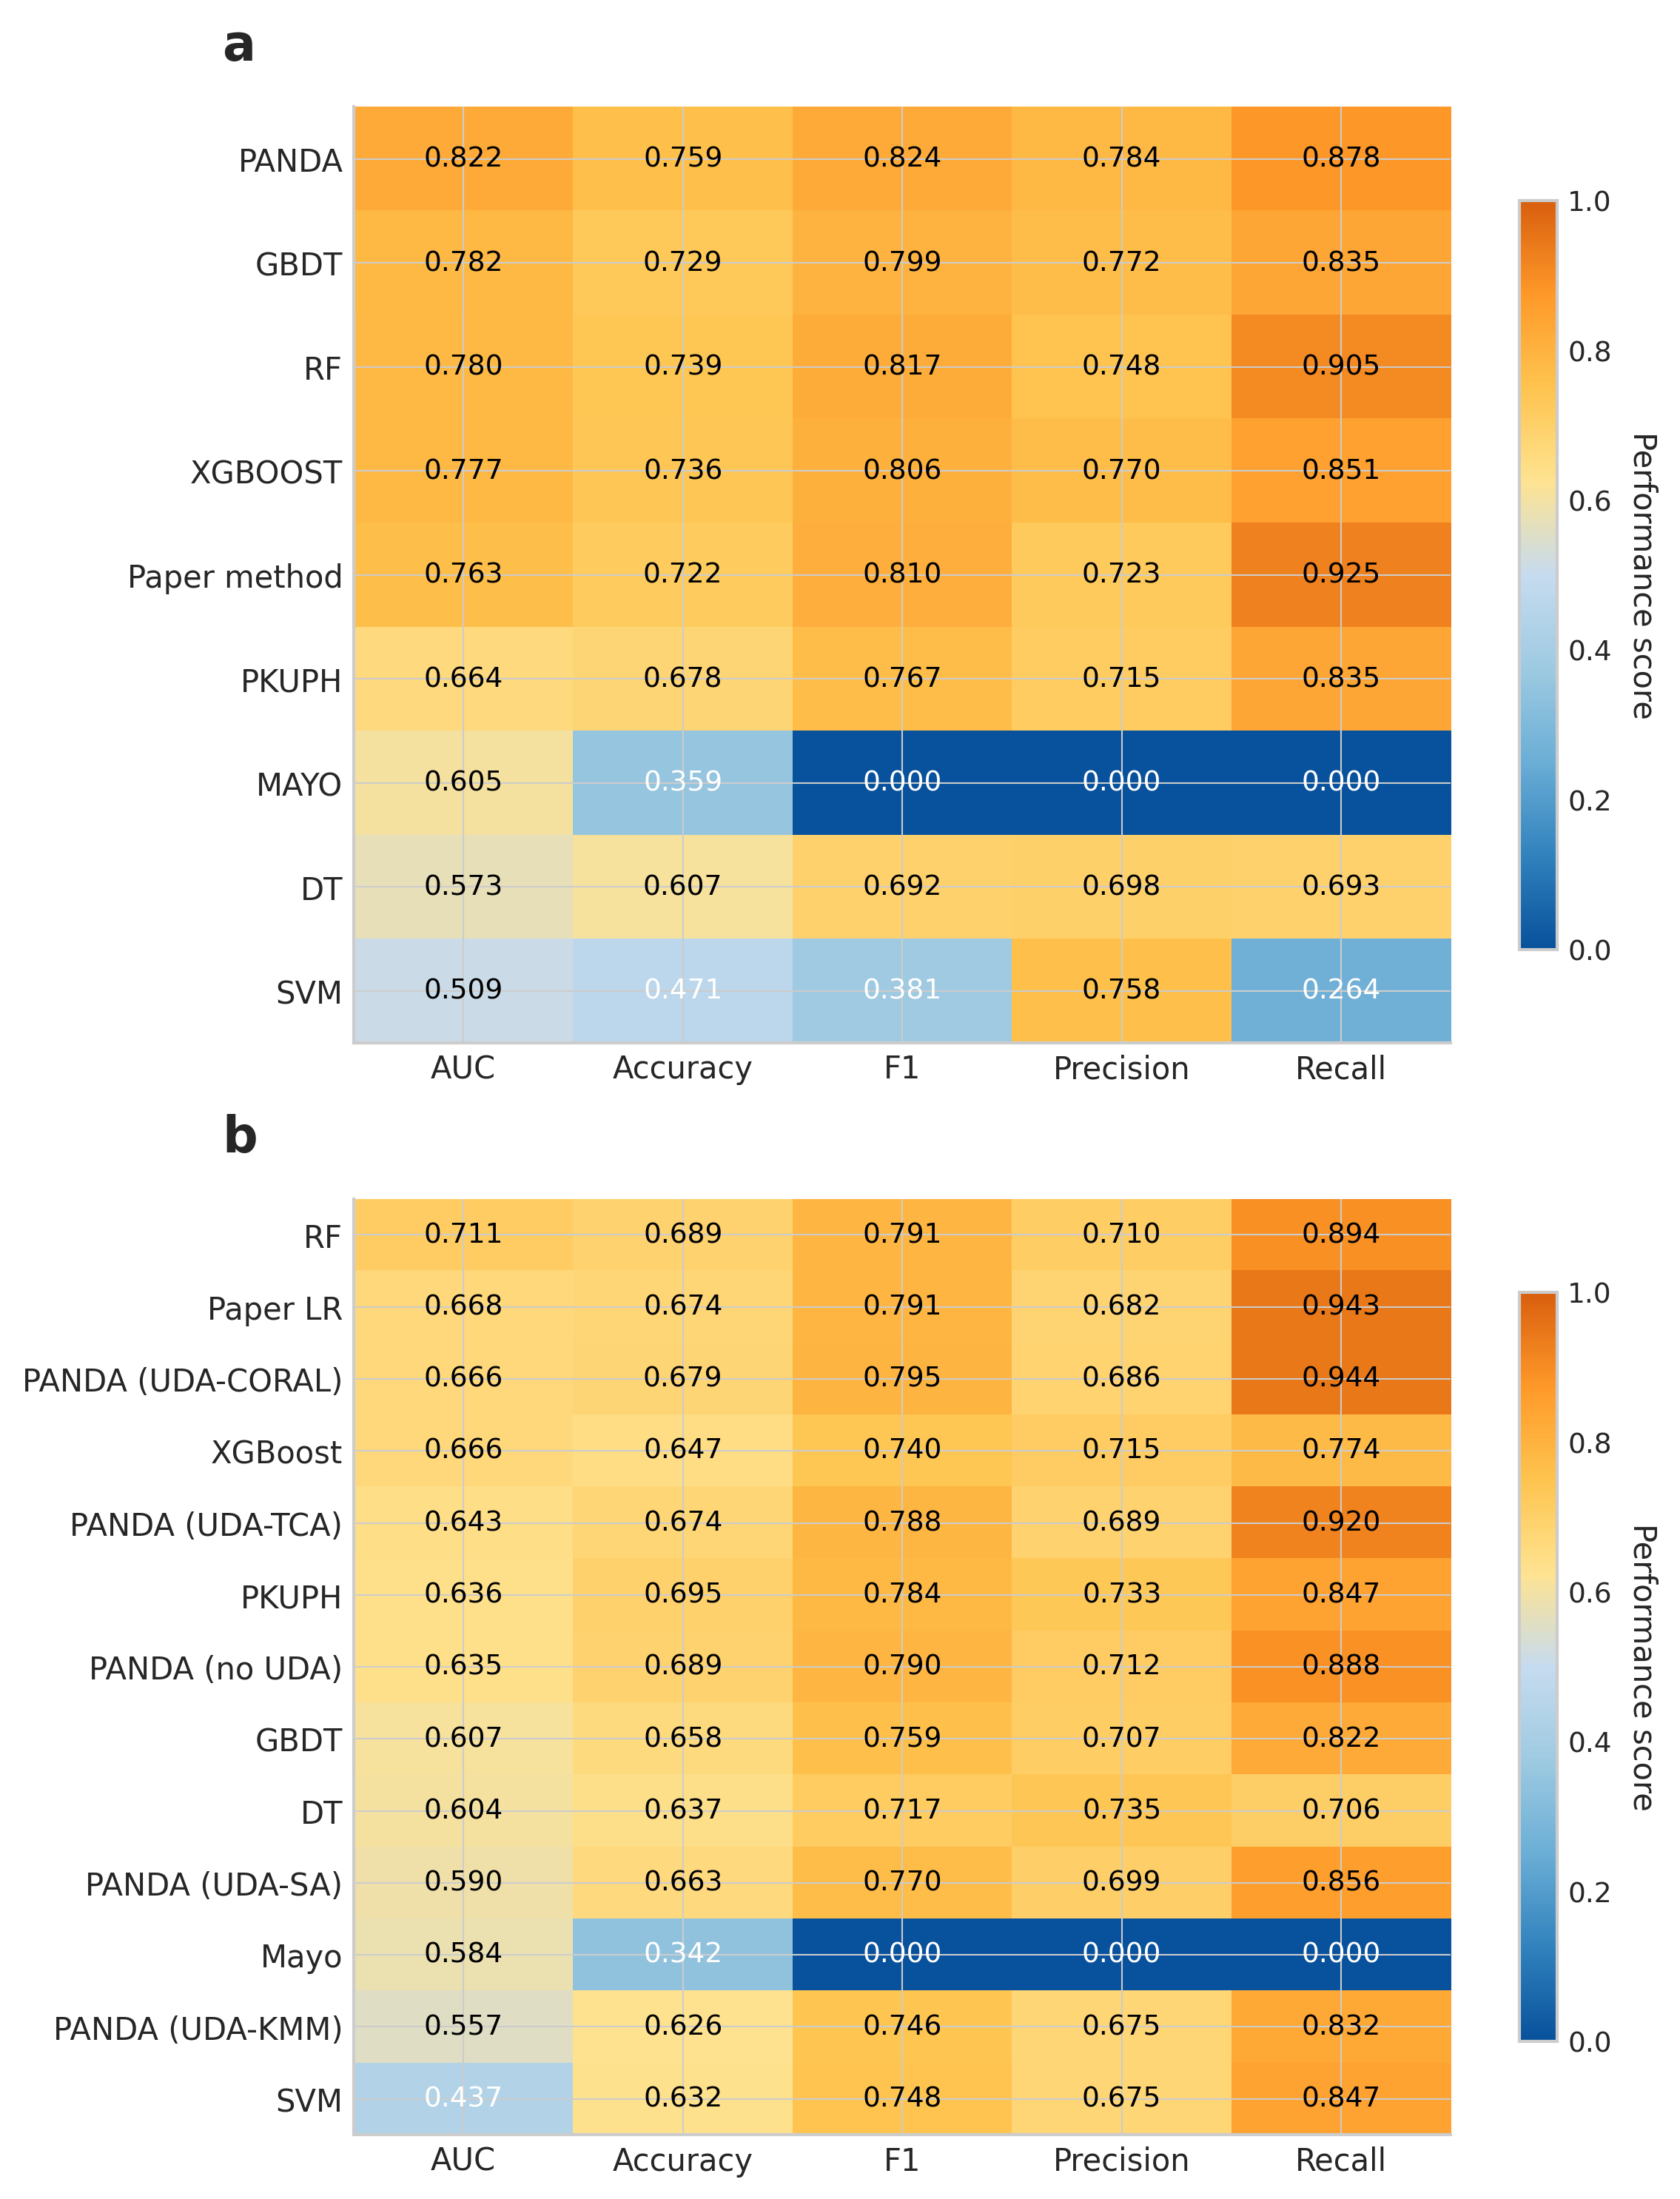 a
PANDA 0.822 0.759 0.824 0.784 0.878
GBDT 0.782 0.729 0.799 0.772 0.835
RF 0.780 0.739 0.817 0.748 0.905
XGBOOST 0.777 0.736 0.806 0.770 0.851
Paper method 0.763 0.722 0.810 0.723 0.925
PKUPH 0.664 0.678 0.767 0.715 0.835
MAYO 0.605 0.359 0.000 0.000 0.000
DT 0.573 0.607 0.692 0.698 0.693
SVM 0.509 0.471 0.381 0.758 0.264
AUC Accuracy F1 Precision Recall
1.0
0.8
0.6
0.4
0.2
0.0
Performance score
b
RF 0.711 0.689 0.791 0.710 0.894
Paper LR 0.668 0.674 0.791 0.682 0.943
PANDA (UDA-CORAL) 0.666 0.679 0.795 0.686 0.944
XGBoost 0.666 0.647 0.740 0.715 0.774
PANDA (UDA-TCA) 0.643 0.674 0.788 0.689 0.920
PKUPH 0.636 0.695 0.784 0.733 0.847
PANDA (no UDA) 0.635 0.689 0.790 0.712 0.888
GBDT 0.607 0.658 0.759 0.707 0.822
DT 0.604 0.637 0.717 0.735 0.706
PANDA (UDA-SA) 0.590 0.663 0.770 0.699 0.856
Mayo 0.584 0.342 0.000 0.000 0.000
PANDA (UDA-KMM) 0.557 0.626 0.746 0.675 0.832
SVM 0.437 0.632 0.748 0.675 0.847
AUC Accuracy F1 Precision Recall
1.0
0.8
0.6
0.4
0.2
0.0
Performance score